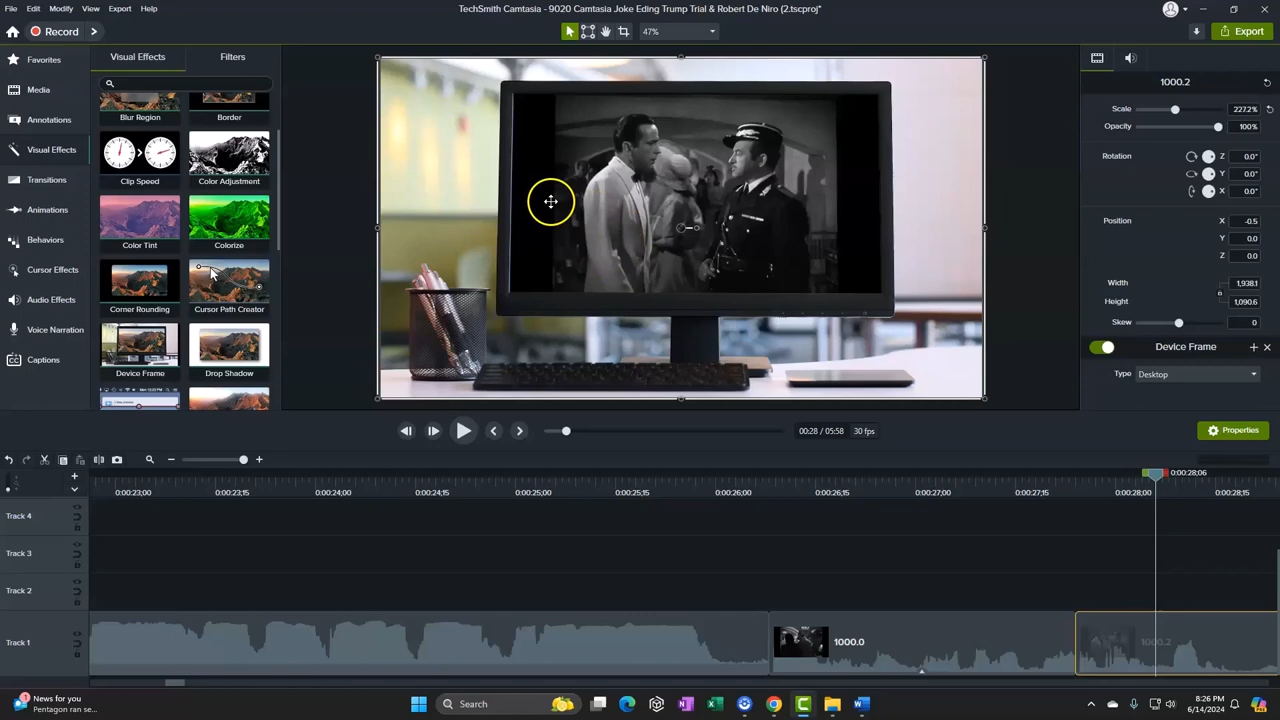 File Edit Modify View Export Help
TechSmith Camtasia - 9020 Camtasia Joke Eding Trump Trial & Robert De Niro (2).tscproj*
Record
47%
Export
Favorites
Media
Annotations
Visual Effects
Transitions
Animations
Behaviors
Cursor Effects
Audio Effects
Voice Narration
Captions
Visual Effects Filters
Blur Region Border
Clip Speed Color Adjustment
Color Tint Colorize
Corner Rounding Cursor Path Creator
Device Frame Drop Shadow
1000.2
Scale 227.2%
Opacity 100%
Rotation Z 0.0°
Y 0.0°
X 0.0°
Position X -0.5
Y 0.0
Z 0.0
Width 1,938.1
Height 1,090.6
Skew 0
Device Frame
Type Desktop
00:28 / 05:58 30 fps
Properties
0:00:28;06
0:00:23;00 0:00:23;15 0:00:24;00 0:00:24;15 0:00:25;00 0:00:25;15 0:00:26;00 0:00:26;15 0:00:27;00 0:00:27;15 0:00:28;00 0:00:28;15
Track 4
Track 3
Track 2
Track 1
1000.0
1000.2
1
News for you
Pentagon ran se...
Search
8:26 PM
6/14/2024